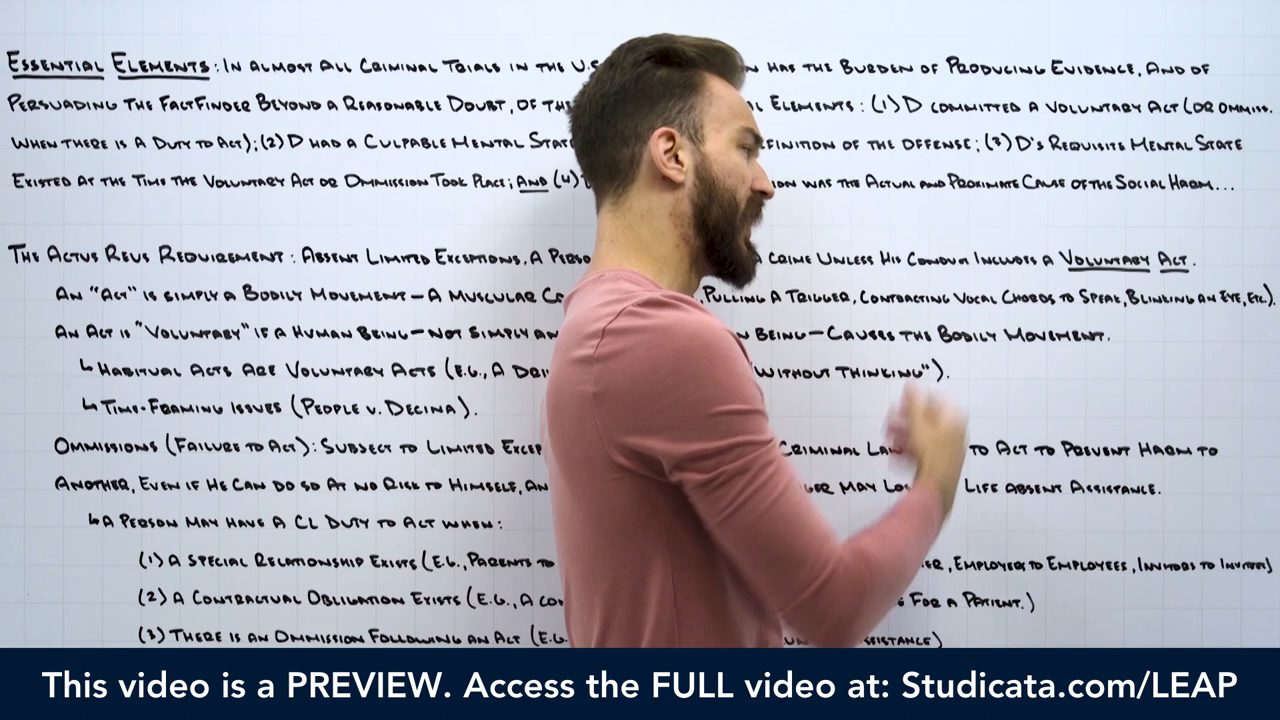 ESSENTIAL ELEMENTS: IN ALMOST ALL CRIMINAL TRIALS IN THE U.S. HAS THE BURDEN OF PRODUCING EVIDENCE, AND OF
PERSUADING THE FACTFINDER BEYOND A REASONABLE DOUBT, OF ELEMENTS: (1) D COMMITTED A VOLUNTARY ACT (OR OMMISS.
WHEN THERE IS A DUTY TO ACT); (2) D HAD A CULPABLE MENTAL OF THE OFFENSE; (3) D'S REQUISITE MENTAL STATE
EXISTED AT THE TIME THE VOLUNTARY ACT OR OMMISSION TOOK PLACE; AND (4) WAS THE ACTUAL AND PROXIMATE CAUSE OF THE SOCIAL HARM...
THE ACTUS REUS REQUIREMENT: ABSENT LIMITED EXCEPTIONS, A CRIME UNLESS HIS CONDUCT INCLUDES A VOLUNTARY ACT.
AN "ACT" IS SIMPLY A BODILY MOVEMENT – A MUSCULAR PULLING A TRIGGER, CONTRACTING VOCAL CHORDS TO SPEAK, BLINKING AN EYE, ETC.).
AN ACT IS "VOLUNTARY" IF A HUMAN BEING – NOT SIMPLY AN BEING – CAUSES THE BODILY MOVEMENT.
↳ HABITUAL ACTS ARE VOLUNTARY ACTS (E.G., A "WITHOUT THINKING").
↳ TIME-FRAMING ISSUES (PEOPLE V. DECINA).
OMMISSIONS (FAILURE TO ACT): SUBJECT TO LIMITED CRIMINAL TO ACT TO PREVENT HARM TO
ANOTHER, EVEN IF HE CAN DO SO AT NO RISK TO HIMSELF, MAY LIFE ABSENT ASSISTANCE.
↳ A PERSON MAY HAVE A CL DUTY TO ACT WHEN:
(1) A SPECIAL RELATIONSHIP EXISTS (E.G., PARENTS TO , EMPLOYERS TO EMPLOYEES, INVITORS TO INVITEES)
(2) A CONTRACTUAL OBLIGATION EXISTS (E.G., A FOR A PATIENT.)
(3) THERE IS AN OMMISSION FOLLOWING AN ACT (E.G.
This video is a PREVIEW. Access the FULL video at: Studicata.com/LEAP